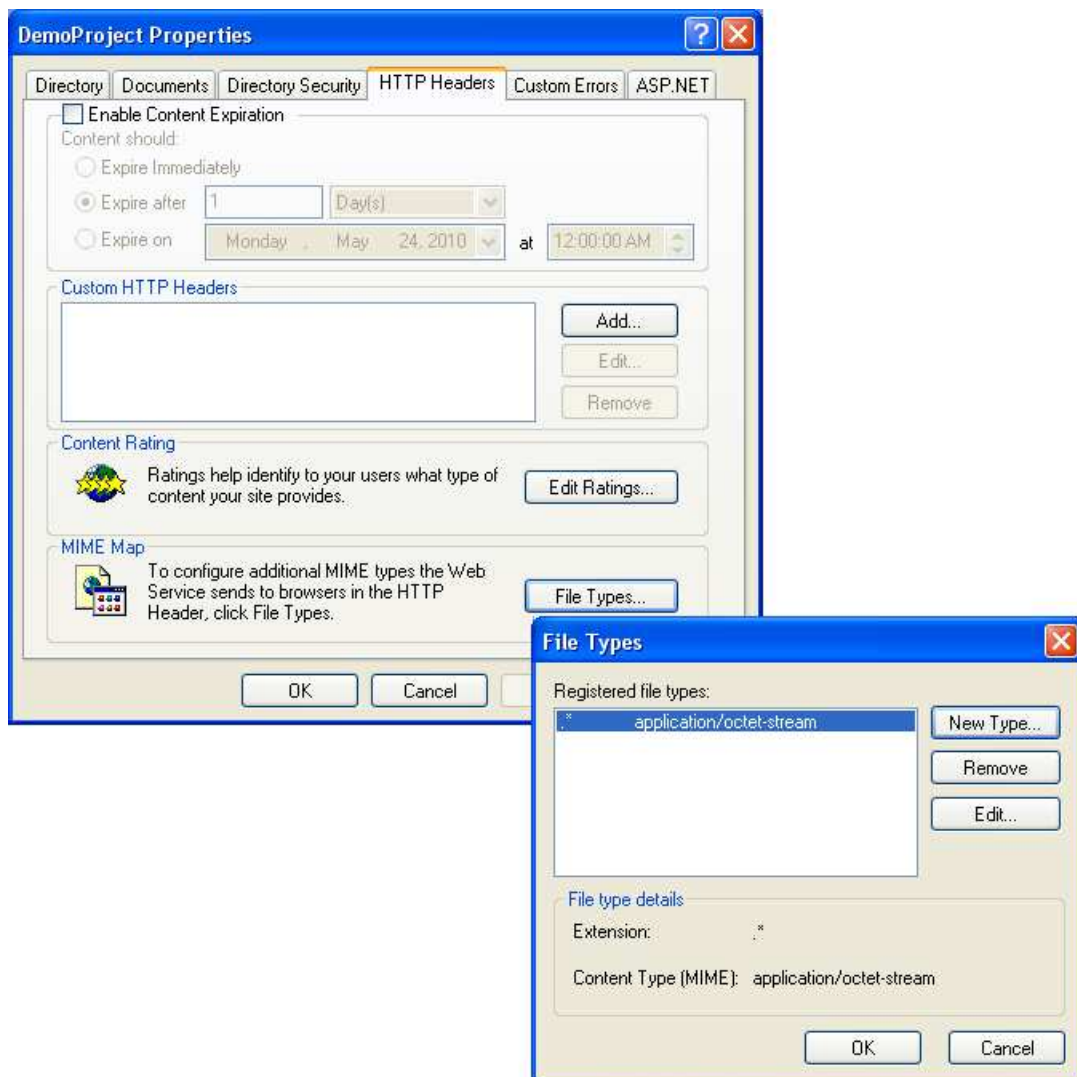 DemoProject Properties
Directory Documents Directory Security HTTP Headers Custom Errors ASP.NET
Enable Content Expiration
Content should:
Expire Immediately
Expire after 1 Day(s)
Expire on Monday , May 24, 2010 at 12:00:00 AM
Custom HTTP Headers
Add...
Edit...
Remove
Content Rating
Ratings help identify to your users what type of
content your site provides.
Edit Ratings...
MIME Map
To configure additional MIME types the Web
Service sends to browsers in the HTTP
Header, click File Types.
File Types...
OK Cancel
File Types
Registered file types:
.* application/octet-stream
New Type...
Remove
Edit...
File type details
Extension: .*
Content Type (MIME): application/octet-stream
OK Cancel